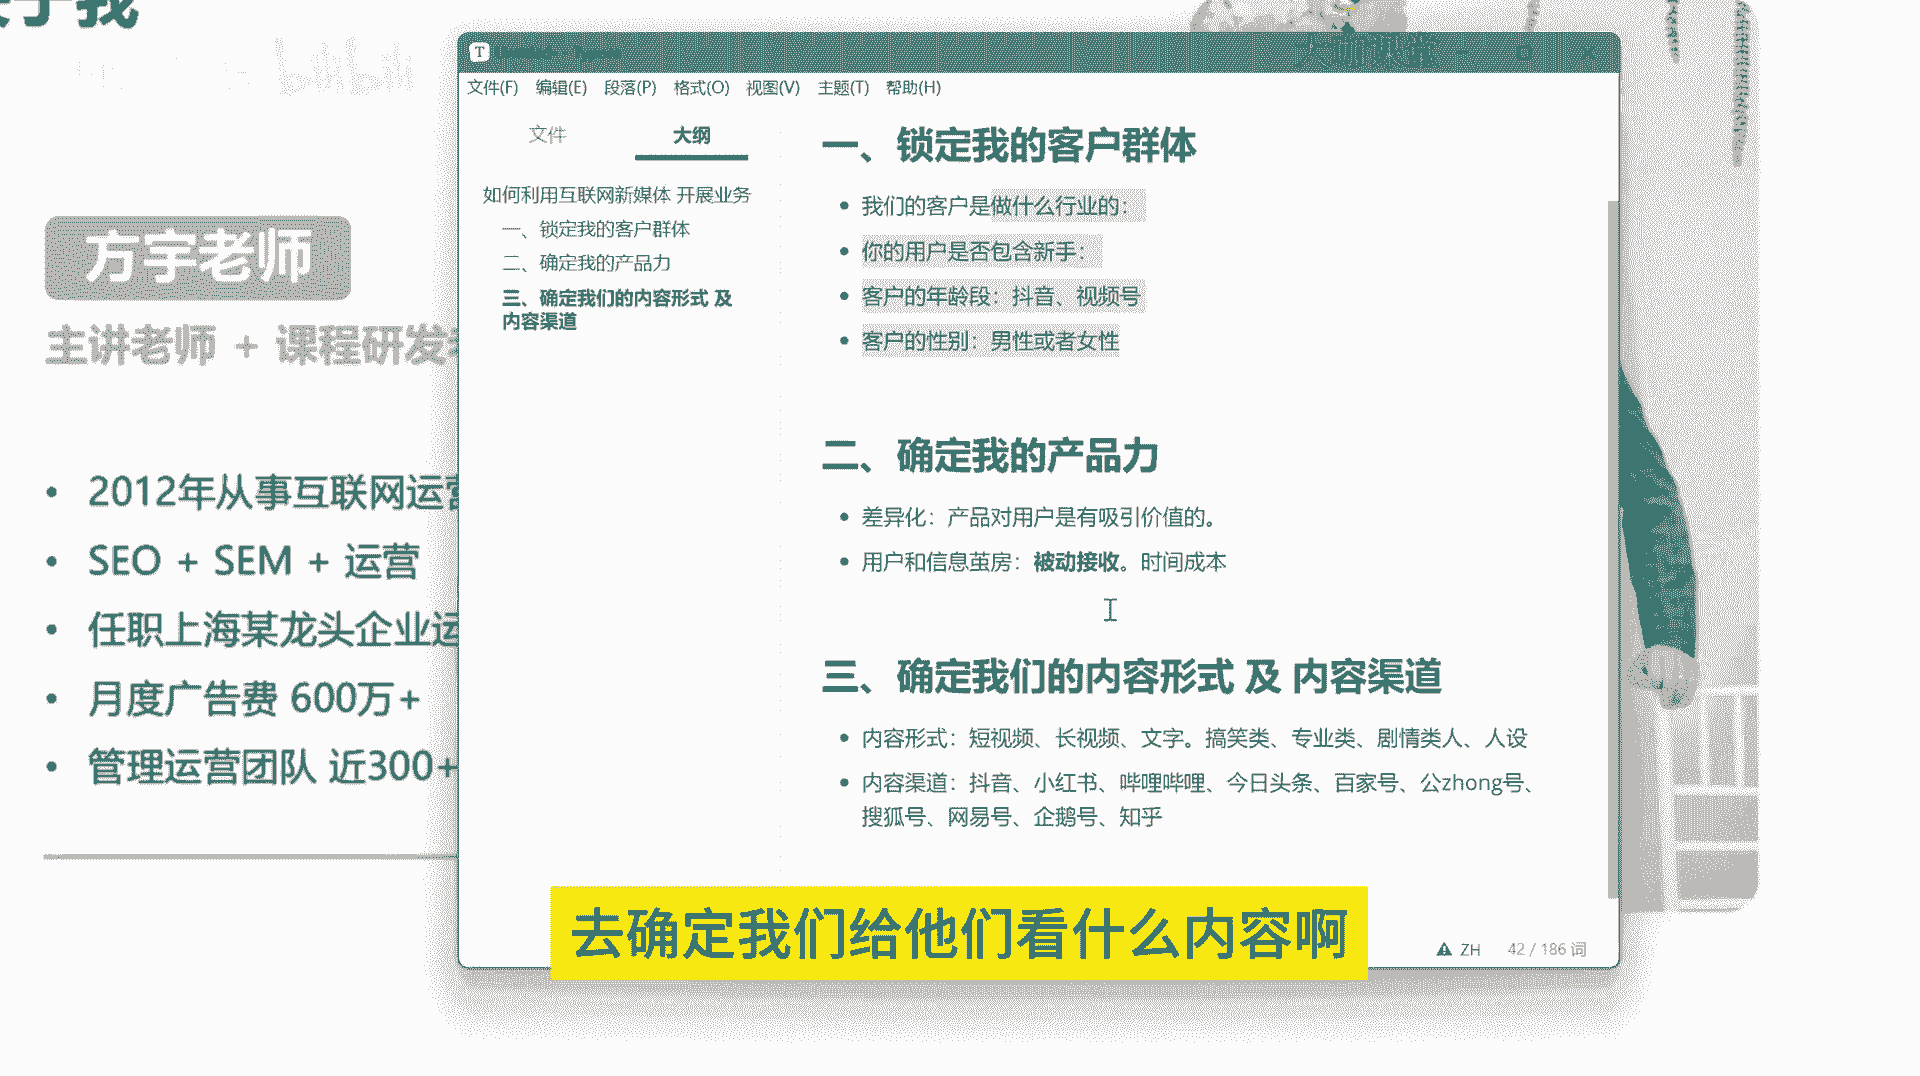 于我
bilibili
方宇老师
主讲老师 + 课程研发
2012年从事互联网运营
SEO + SEM + 运营
任职上海某龙头企业运
月度广告费 600万+
管理运营团队 近300+
文件(F) 编辑(E) 段落(P) 格式(O) 视图(V) 主题(T) 帮助(H)
文件 大纲
如何利用互联网新媒体 开展业务
一、锁定我的客户群体
二、确定我的产品力
三、确定我们的内容形式 及
内容渠道
一、锁定我的客户群体
我们的客户是做什么行业的：
你的用户是否包含新手：
客户的年龄段：抖音、视频号
客户的性别：男性或者女性
二、确定我的产品力
差异化：产品对用户是有吸引价值的。
用户和信息茧房：被动接收。时间成本
三、确定我们的内容形式 及 内容渠道
内容形式：短视频、长视频、文字。搞笑类、专业类、剧情类人、人设
内容渠道：抖音、小红书、哔哩哔哩、今日头条、百家号、公zhong号、
搜狐号、网易号、企鹅号、知乎
ZH 42 / 186 词
去确定我们给他们看什么内容啊